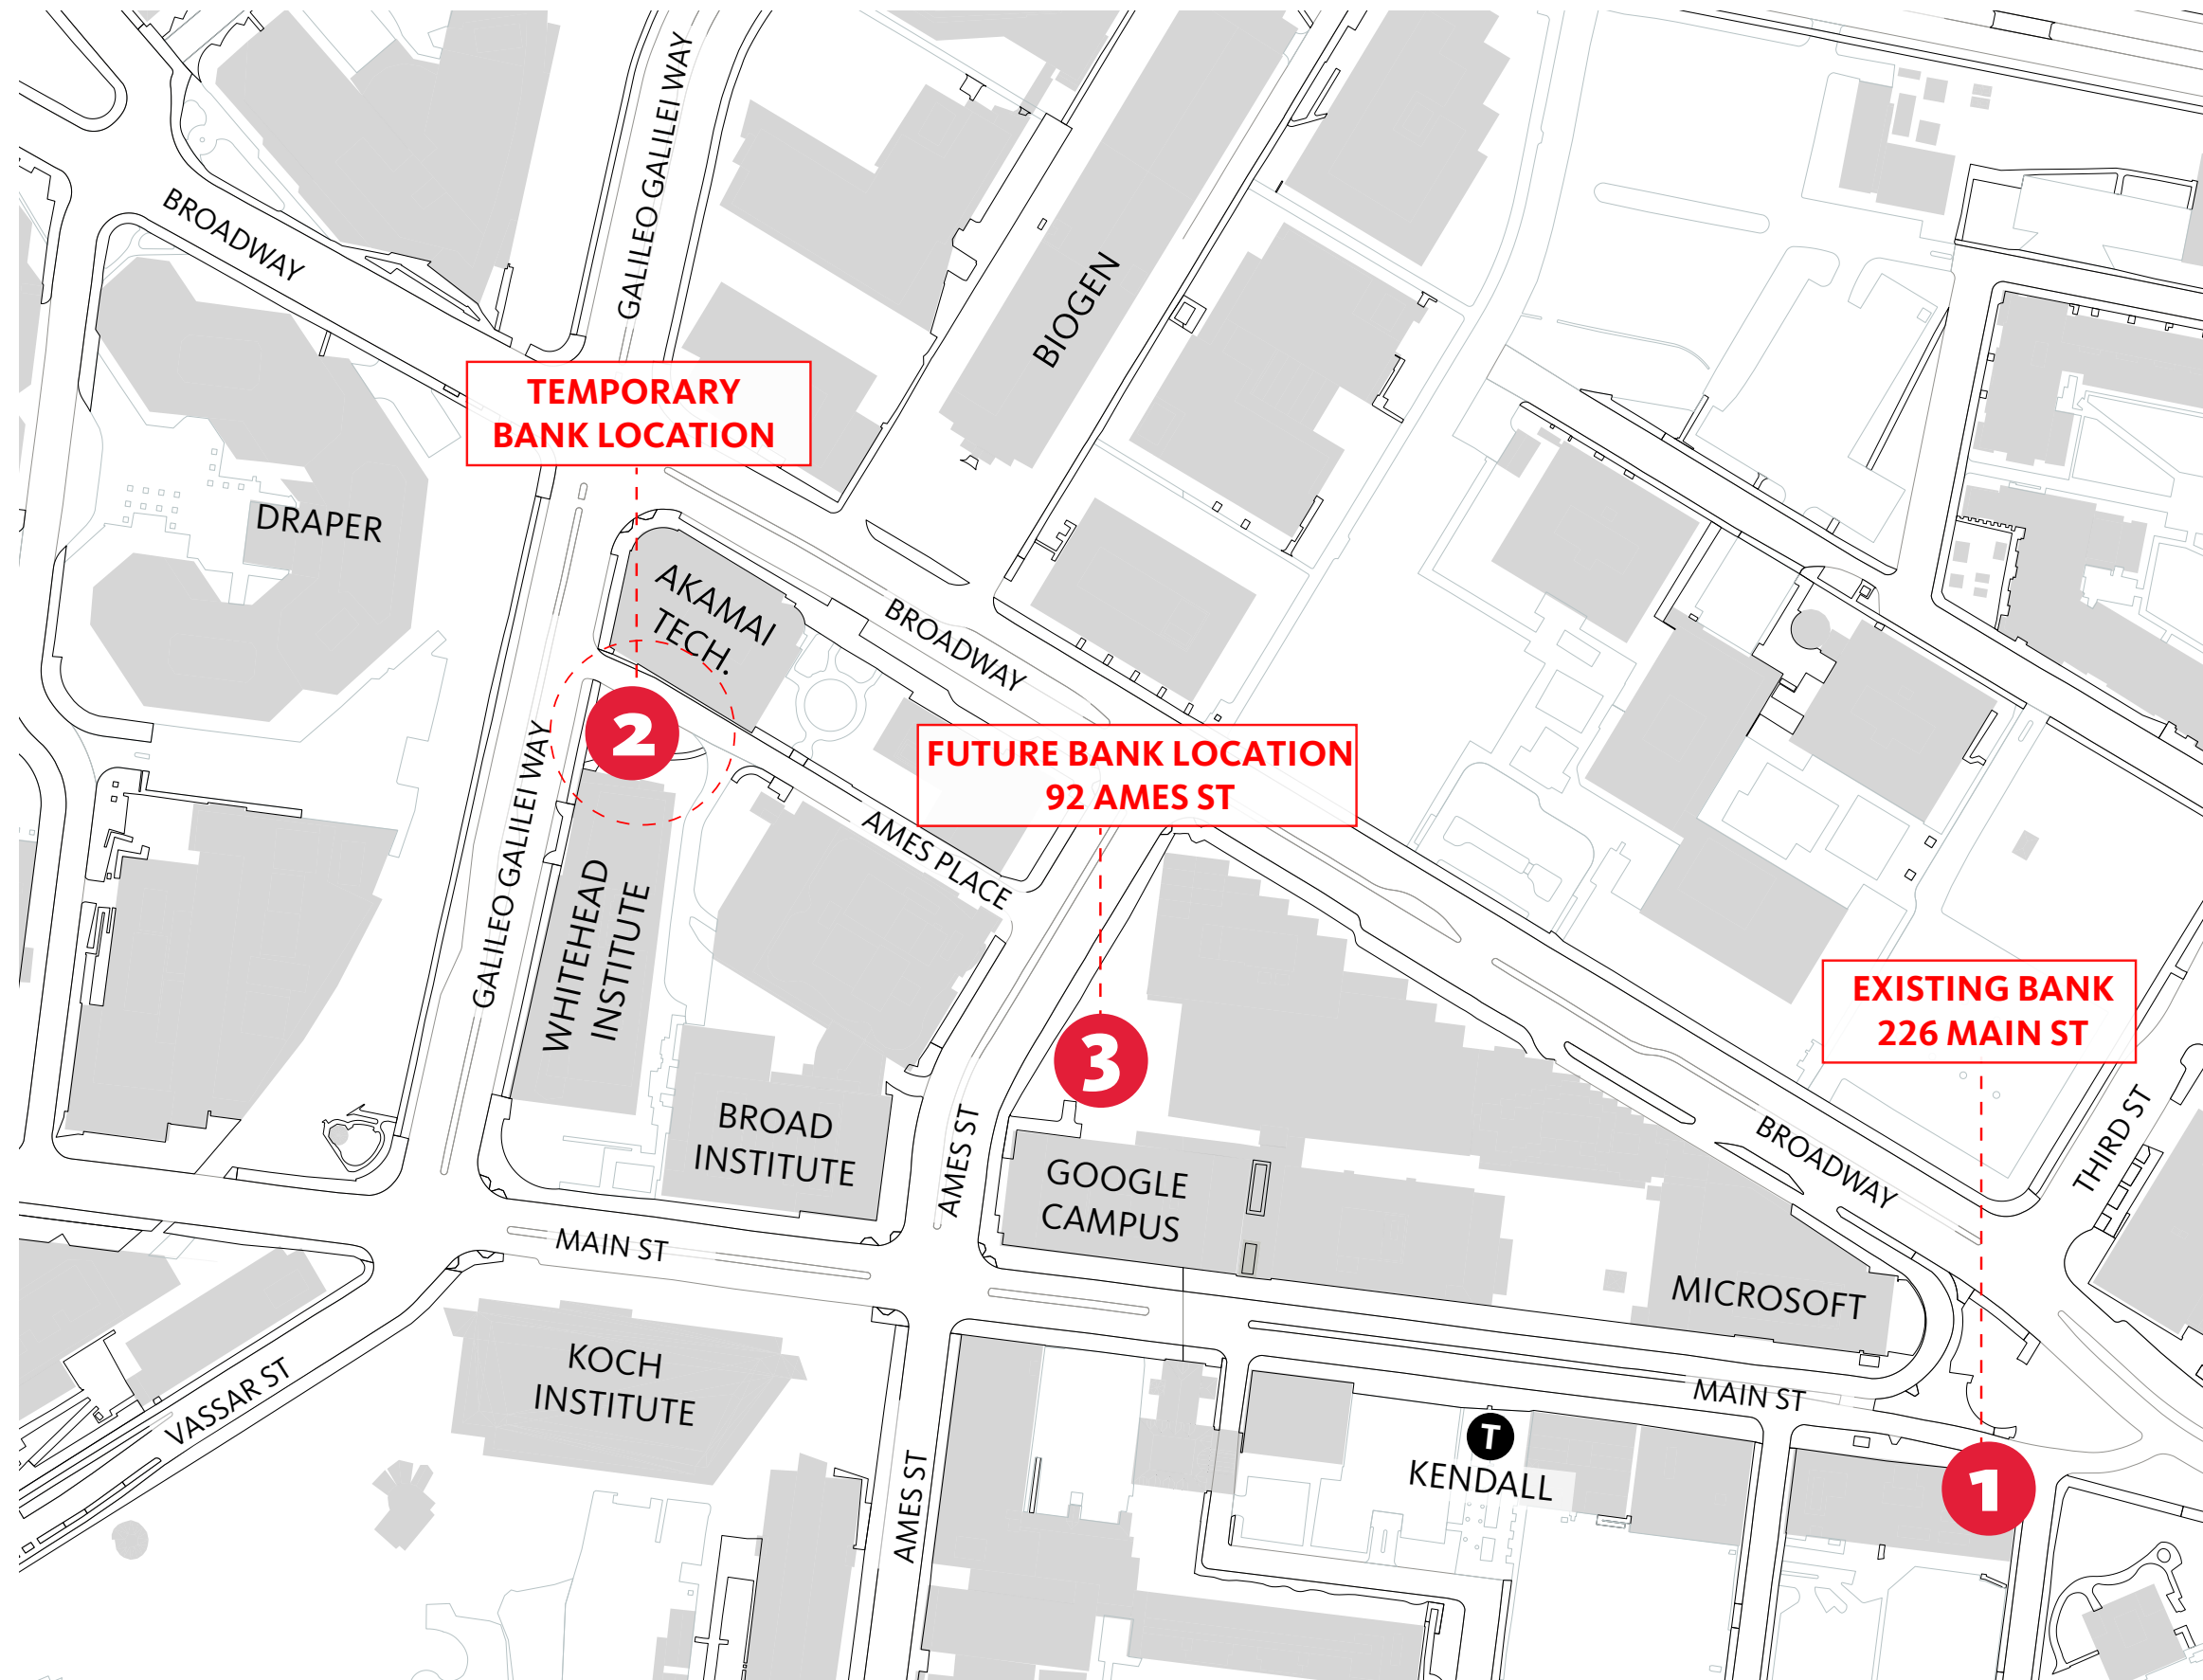 GALILEO GALILEI WAY
BROADWAY
BIOGEN
TEMPORARY
BANK LOCATION
DRAPER
AKAMAI
TECH.
BROADWAY
2
GALILEO GALILEI WAY
FUTURE BANK LOCATION
92 AMES ST
AMES PLACE
WHITEHEAD
INSTITUTE
EXISTING BANK
226 MAIN ST
3
BROAD
INSTITUTE
AMES ST
GOOGLE
CAMPUS
BROADWAY
THIRD ST
MAIN ST
MICROSOFT
KOCH
INSTITUTE
VASSAR ST
MAIN ST
T
KENDALL
1
AMES ST